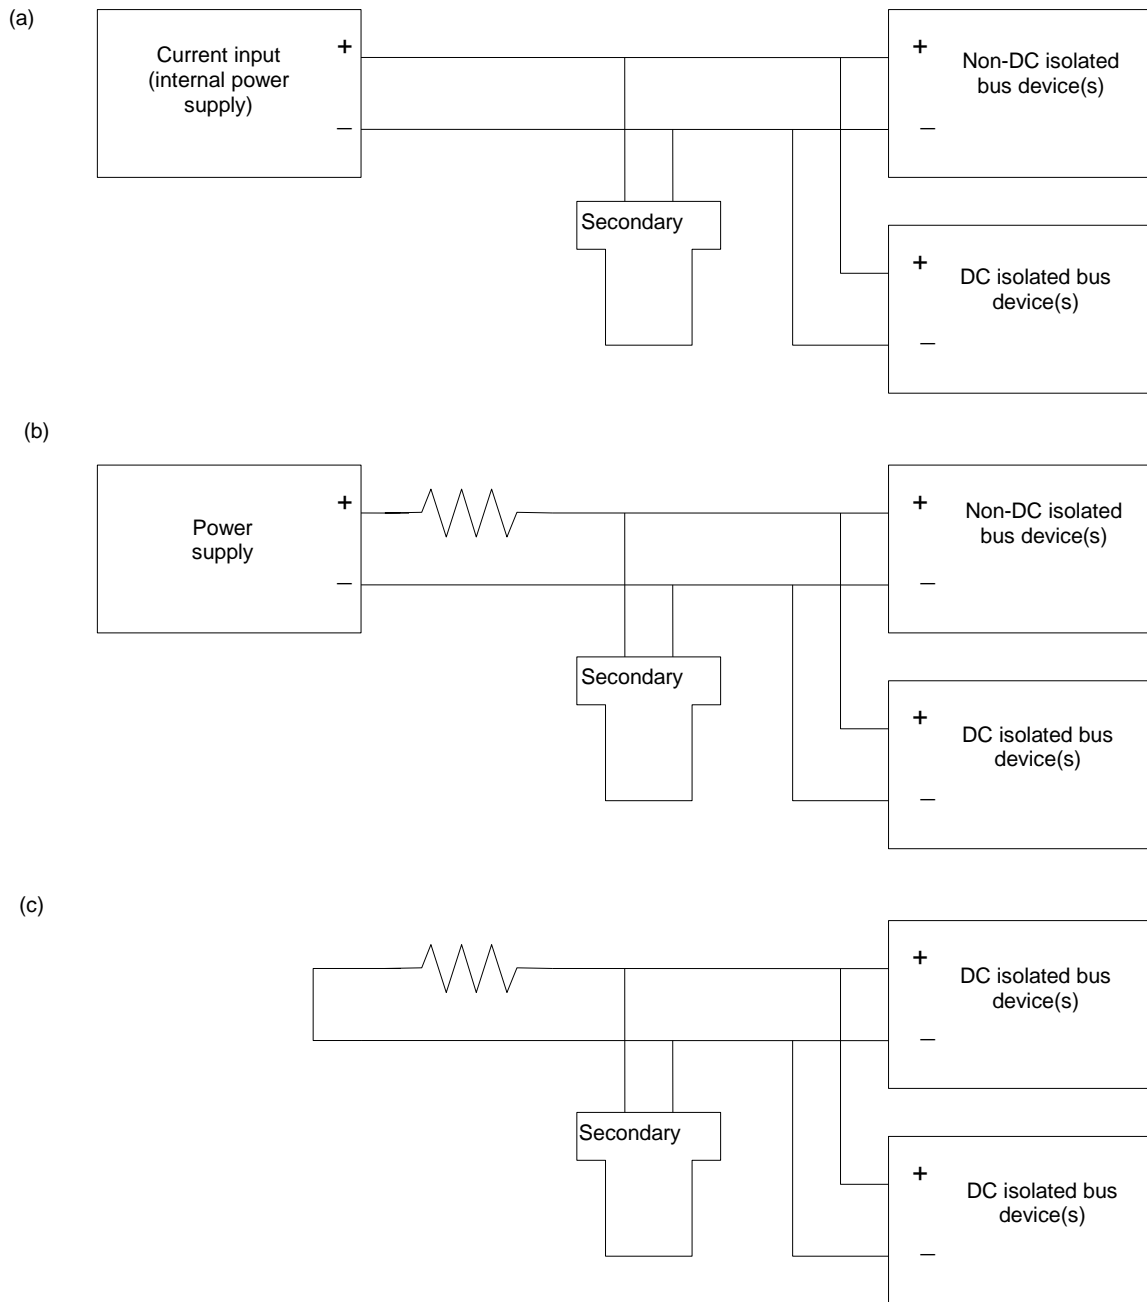 (a)
Current input
(internal power
supply)
+
–
Non-DC isolated
bus device(s)
+
–
Secondary
DC isolated bus
device(s)
+
–
(b)
Power
supply
+
–
Non-DC isolated
bus device(s)
+
–
Secondary
DC isolated bus
device(s)
+
–
(c)
DC isolated bus
device(s)
+
–
Secondary
DC isolated bus
device(s)
+
–